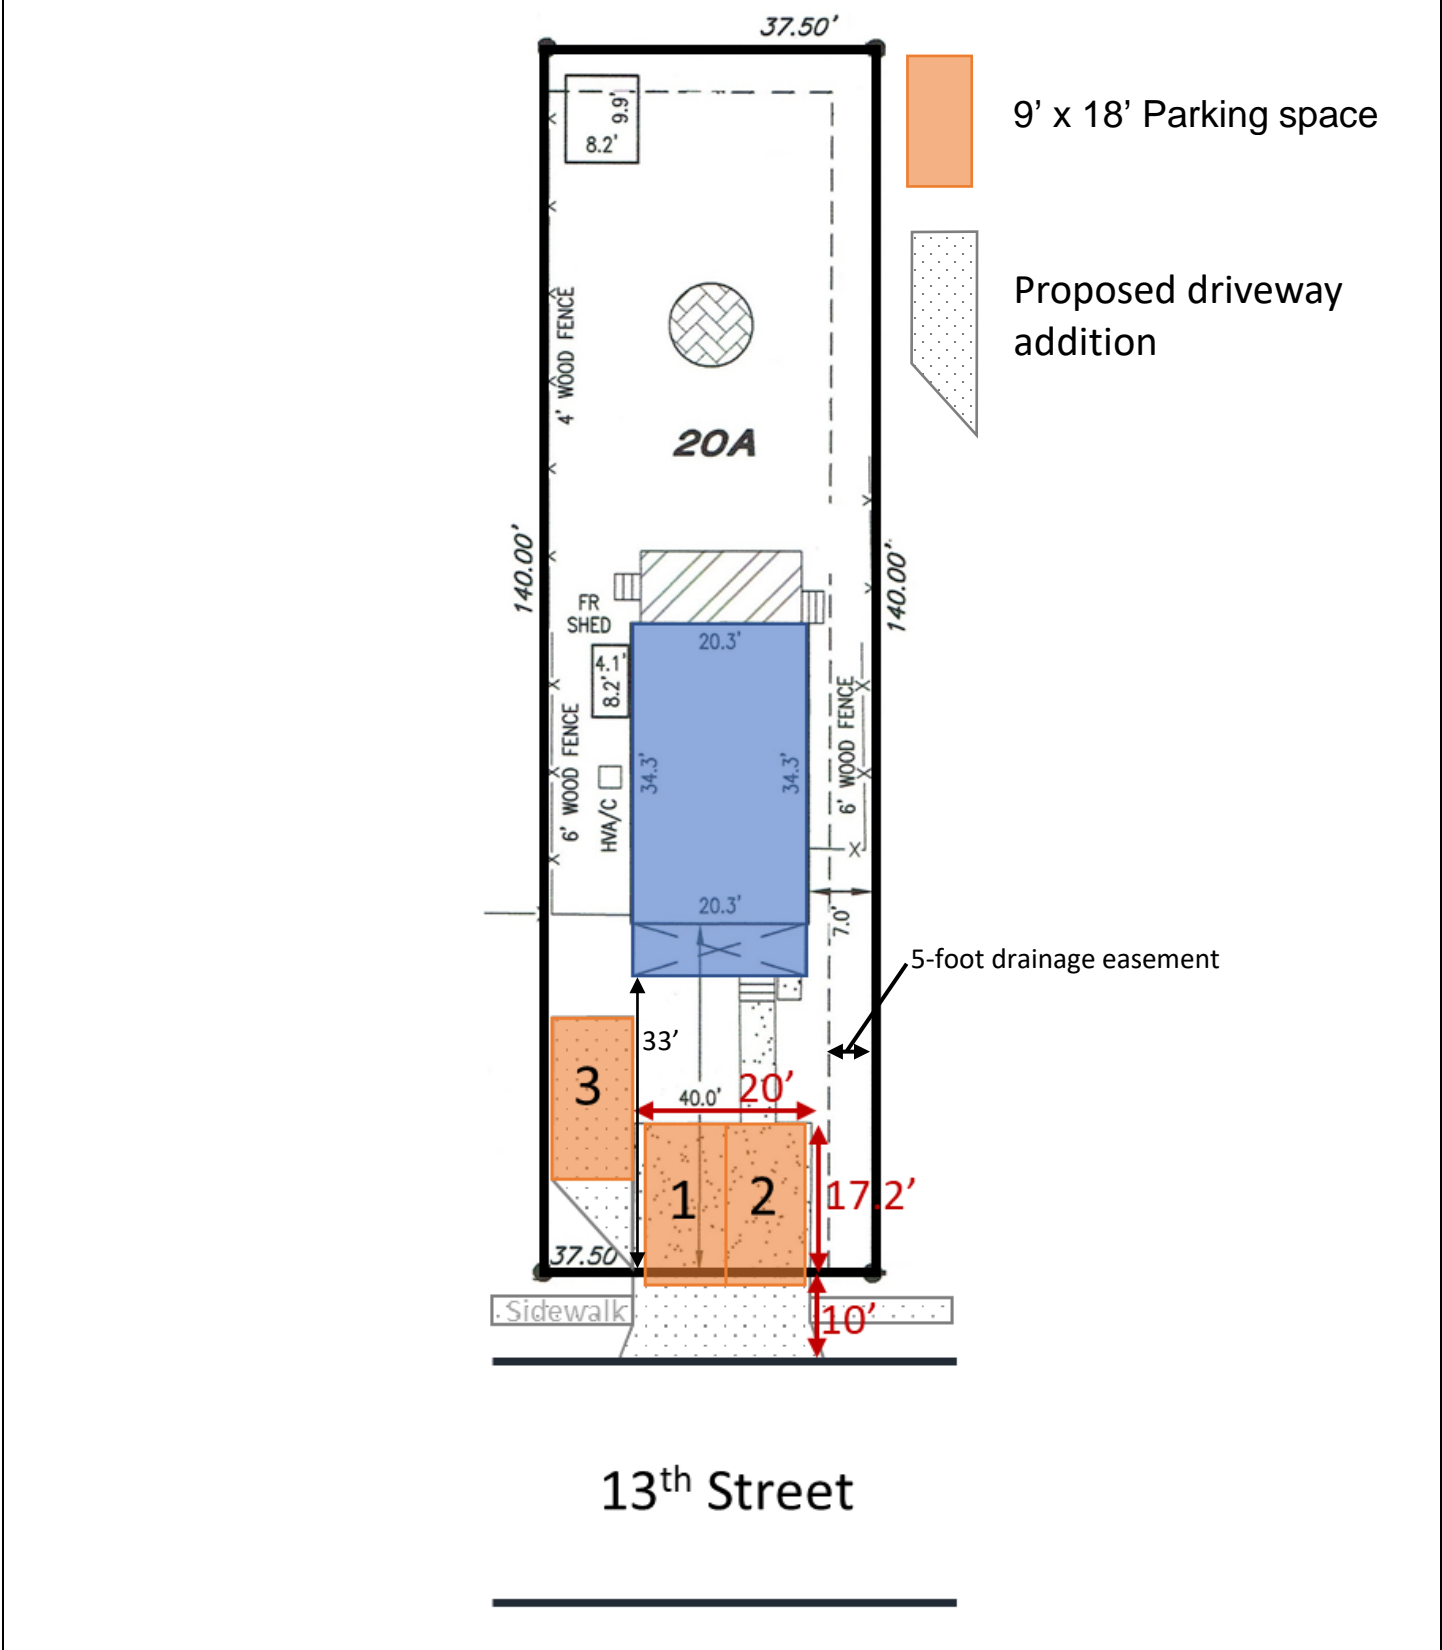 37.50'
9' x 18' Parking space
9.9'
8.2'
Proposed driveway
addition
4' WOOD FENCE
20A
140.00'
140.00'
FR
SHED
20.3'
4.1'
8.2'
34.3'
34.3'
6' WOOD FENCE
6' WOOD FENCE
HVA/C
20.3'
7.0'
5-foot drainage easement
33'
3
40.0'
20'
1
2
17.2'
37.50
Sidewalk
10'
13th Street